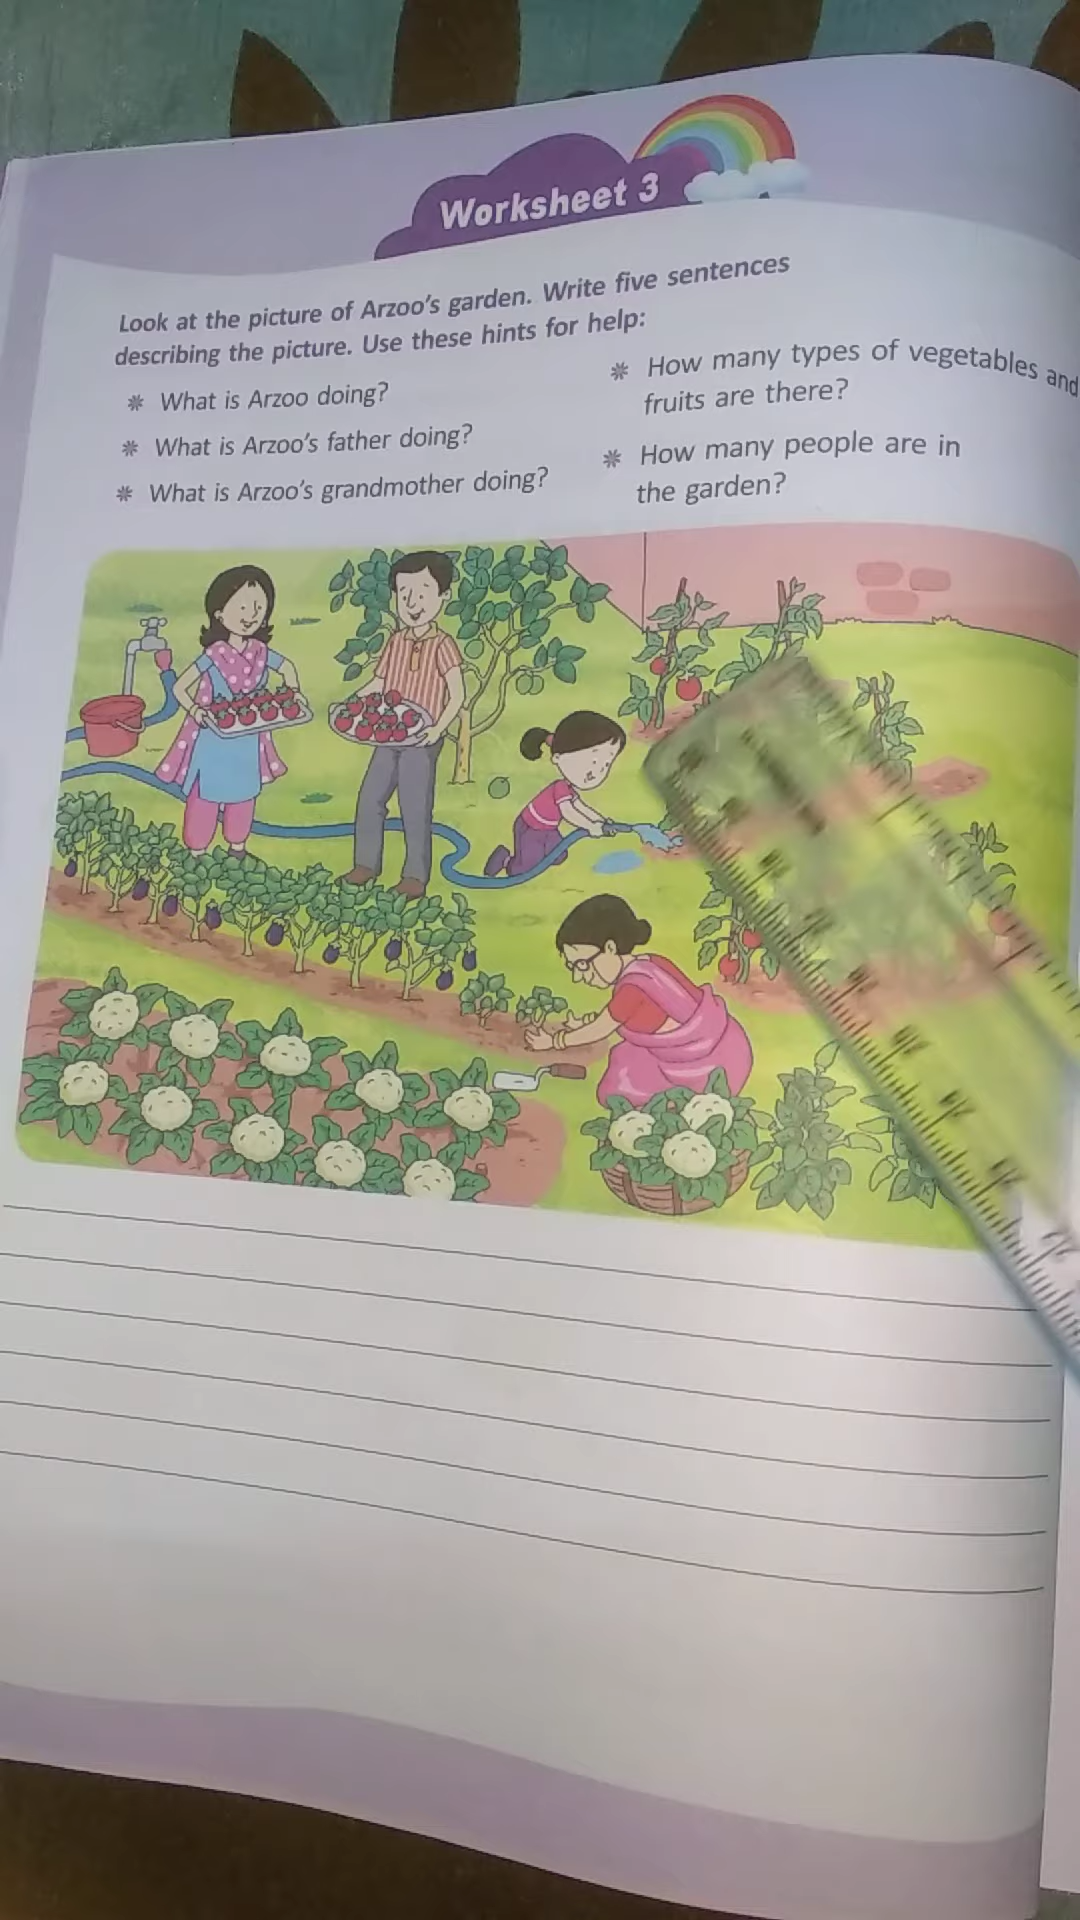 Worksheet 3
Look at the picture of Arzoo's garden. Write five sentences
describing the picture. Use these hints for help:
* What is Arzoo doing?
* What is Arzoo's father doing?
* What is Arzoo's grandmother doing?
* How many types of vegetables and
fruits are there?
* How many people are in
the garden?